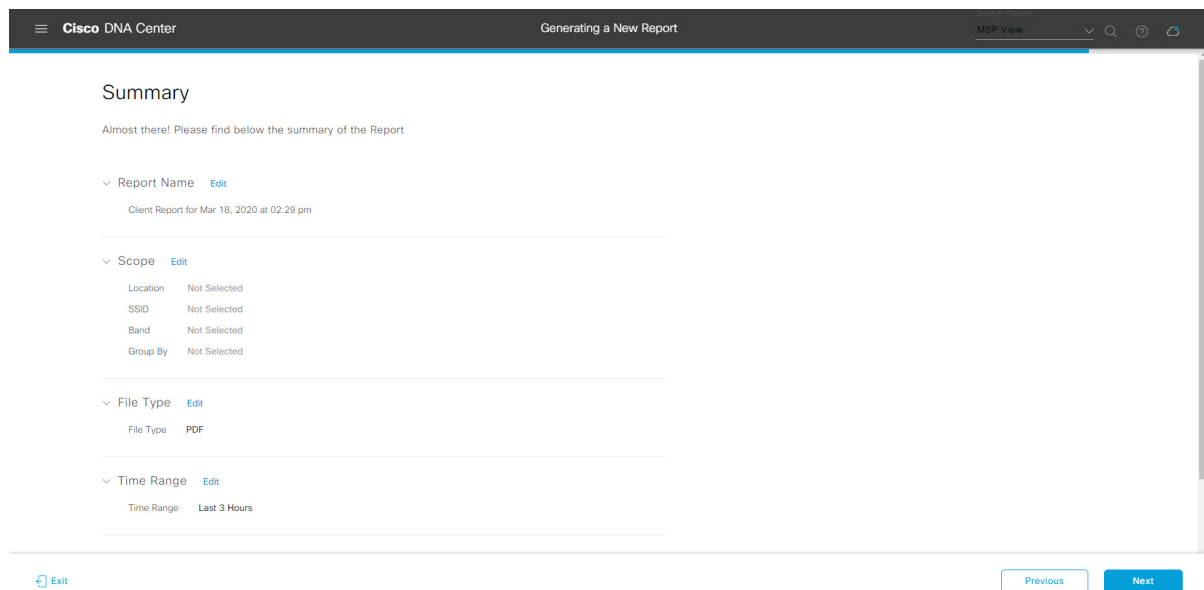 Cisco DNA Center
Generating a New Report
MSP View
Summary
Almost there! Please find below the summary of the Report
Report Name Edit
Client Report for Mar 18, 2020 at 02:29 pm
Scope Edit
Location Not Selected
SSID Not Selected
Band Not Selected
Group By Not Selected
File Type Edit
File Type PDF
Time Range Edit
Time Range Last 3 Hours
Exit
Previous
Next